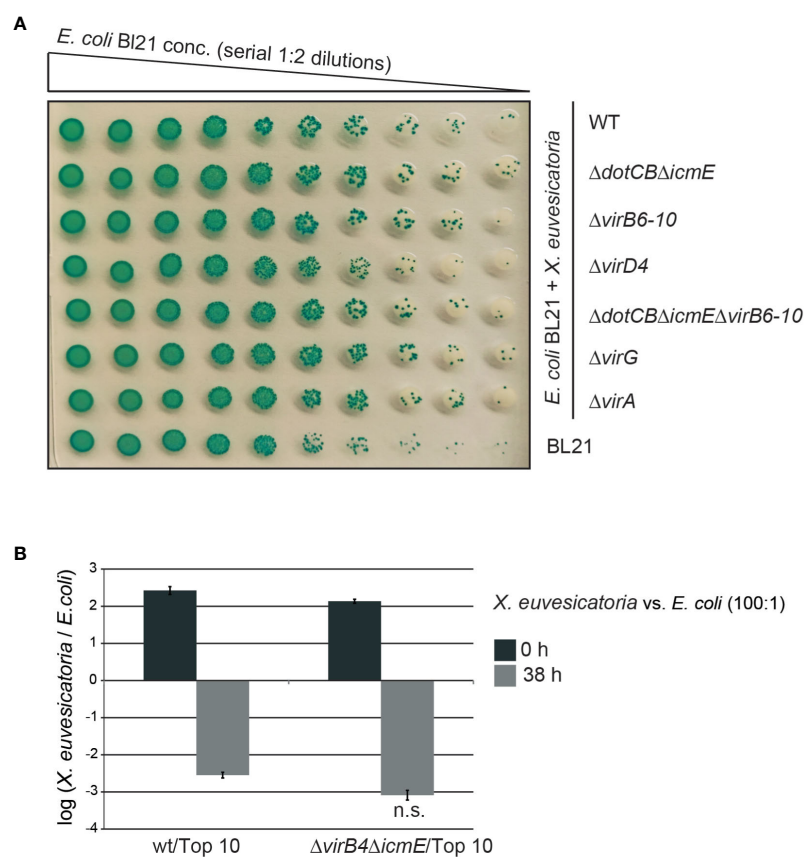 A
E. coli Bl21 conc. (serial 1:2 dilutions)
WT
ΔdotCBΔicmE
ΔvirB6-10
ΔvirD4
ΔdotCBΔicmEΔvirB6-10
ΔvirG
ΔvirA
E. coli BL21 + X. euvesicatoria
BL21
B
log (X. euvesicatoria / E.coli)
3
2
1
0
-1
-2
-3
-4
n.s.
wt/Top 10
ΔvirB4ΔicmE/Top 10
X. euvesicatoria vs. E. coli (100:1)
0 h
38 h